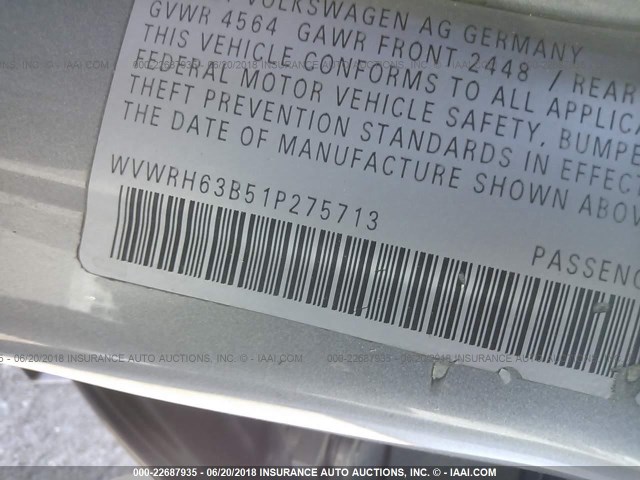 VOLKSWAGEN AG GERMANY
GVWR 4564 GAWR FRONT 2448 / REAR
THIS VEHICLE CONFORMS TO ALL APPLICA
FEDERAL MOTOR VEHICLE SAFETY, BUMPE
THEFT PREVENTION STANDARDS IN EFFECT
THE DATE OF MANUFACTURE SHOWN ABOV
WVWRH63B51P275713
PASSENG
000-22687935 - 06/20/2018 INSURANCE AUTO AUCTIONS, INC. - © IAAI.COM
000-22687935 - 06/20/2018 INSURANCE AUTO AUCTIONS, INC. - © IAAI.COM